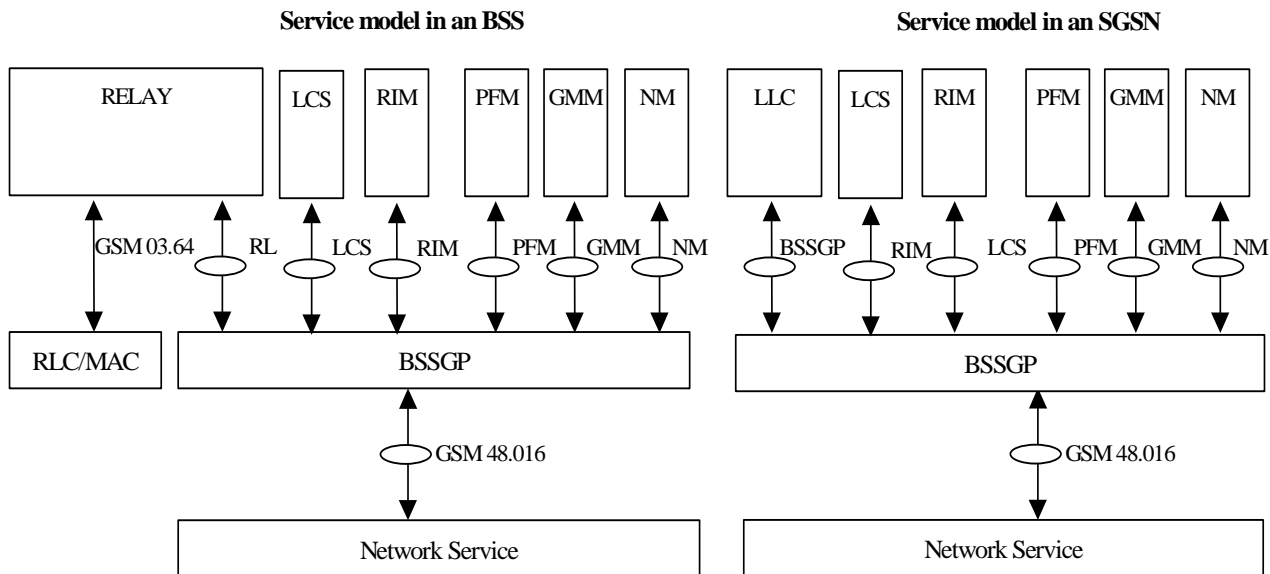 Service model in an BSS
Service model in an SGSN
RELAY
LCS
RIM
PFM
GMM
NM
LLC
LCS
RIM
PFM
GMM
NM
GSM 03.64
RL
LCS
RIM
PFM
GMM
NM
BSSGP
RIM
LCS
PFM
GMM
NM
RLC/MAC
BSSGP
BSSGP
GSM 48.016
GSM 48.016
Network Service
Network Service